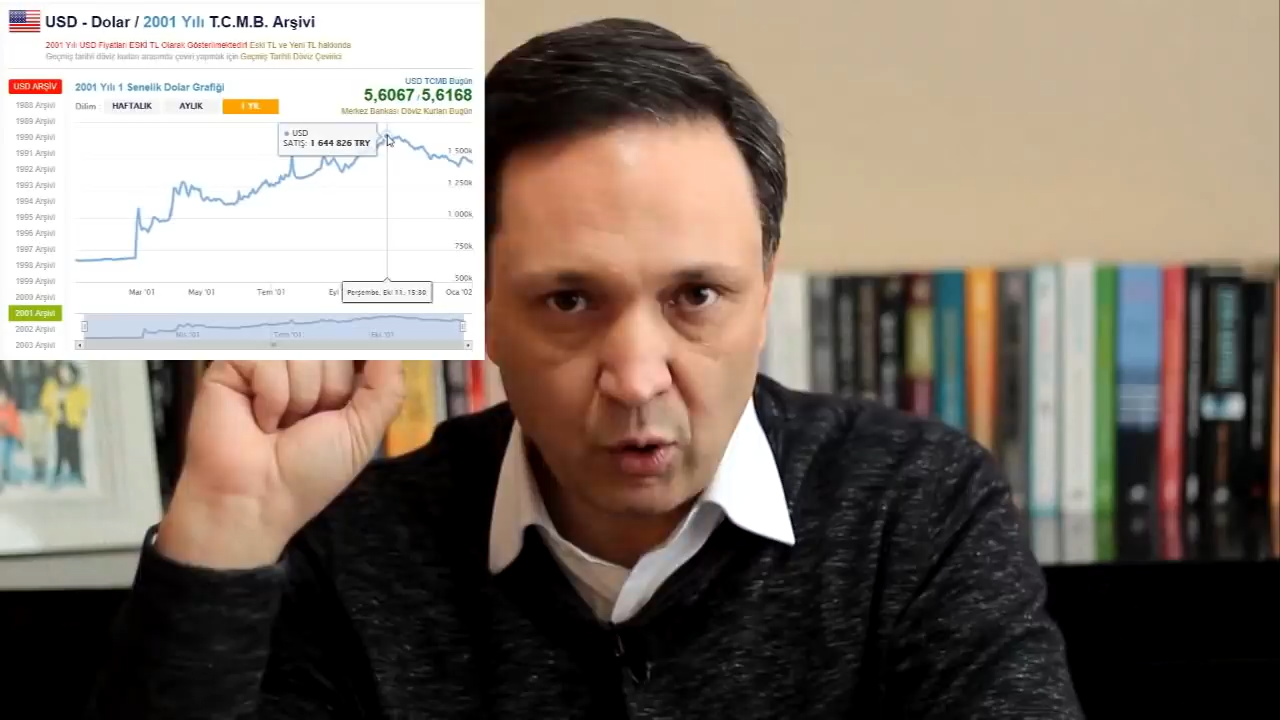 USD - Dolar / 2001 Yılı T.C.M.B. Arşivi
2001 Yılı USD Fiyatları ESKİ TL Olarak Gösterilmektedir! Eski TL ve Yeni TL hakkında
Geçmiş tarihli döviz kurları arasında çeviri yapmak için Geçmiş Tarihli Döviz Çevirici
USD ARŞİV
1988 Arşivi
1989 Arşivi
1990 Arşivi
1991 Arşivi
1992 Arşivi
1993 Arşivi
1994 Arşivi
1995 Arşivi
1996 Arşivi
1997 Arşivi
1998 Arşivi
1999 Arşivi
2000 Arşivi
2001 Arşivi
2002 Arşivi
2003 Arşivi
2001 Yılı 1 Senelik Dolar Grafiği
Dilim : HAFTALIK AYLIK 1 YIL
USD TCMB Bugün
5,6067 / 5,6168
Merkez Bankası Döviz Kurları Bugün
USD
SATIŞ: 1 644 826 TRY
1 500k
1 250k
1 000k
750k
500k
Mar '01 May '01 Tem '01 Eyl Oca '02
Perşembe, Eki 11, 15:30
Tem '01 Eki '01